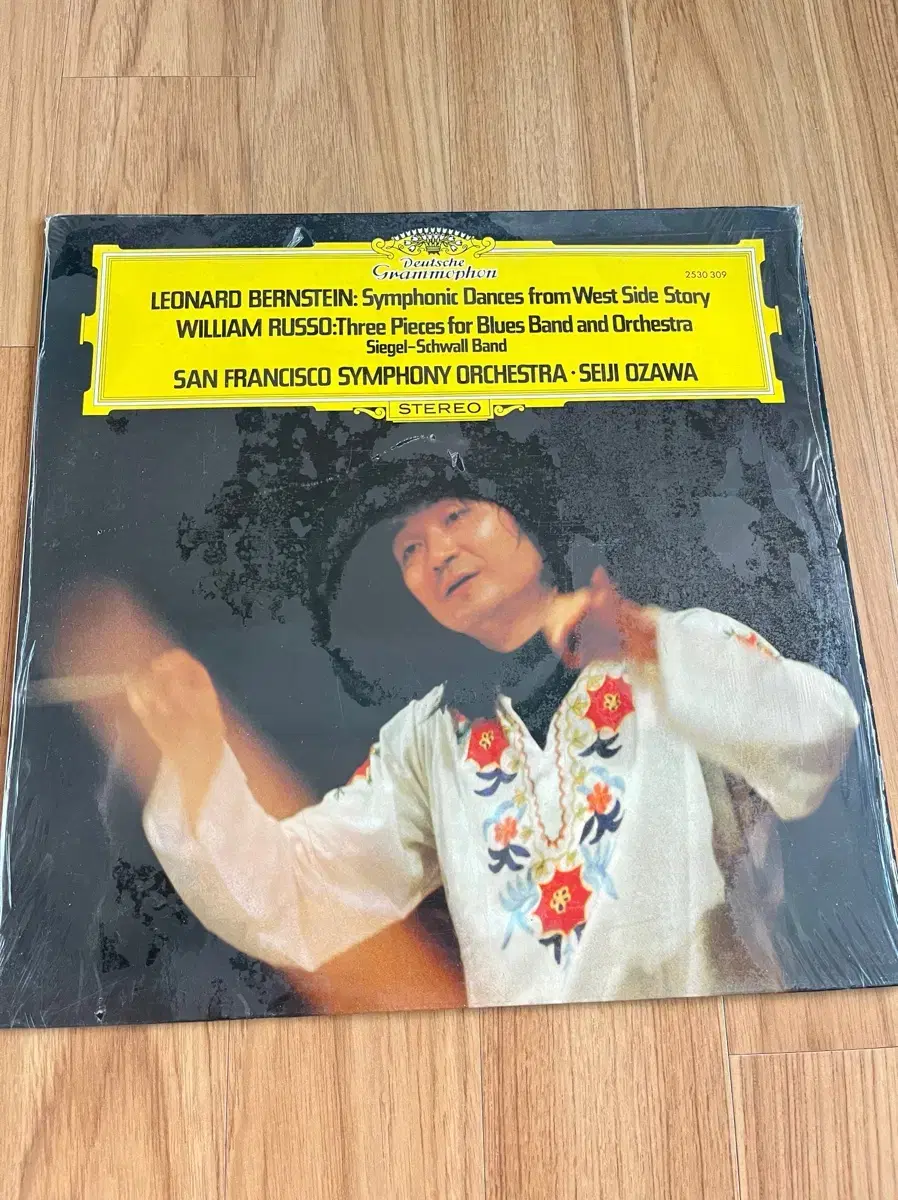 Deutsche
Grammophon
2530 309
LEONARD BERNSTEIN: Symphonic Dances from West Side Story
WILLIAM RUSSO:Three Pieces for Blues Band and Orchestra
Siegel-Schwall Band
SAN FRANCISCO SYMPHONY ORCHESTRA · SEIJI OZAWA
STEREO